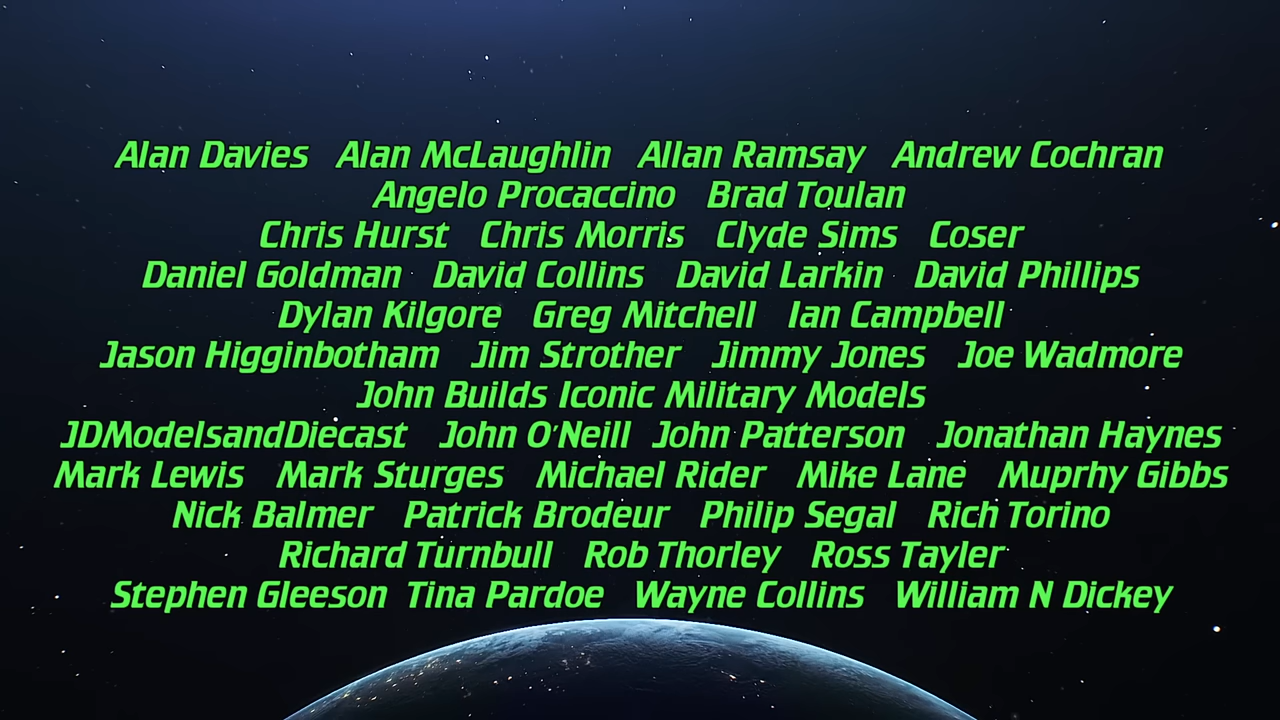 Alan Davies Alan McLaughlin Allan Ramsay Andrew Cochran
Angelo Procaccino Brad Toulan
Chris Hurst Chris Morris Clyde Sims Coser
Daniel Goldman David Collins David Larkin David Phillips
Dylan Kilgore Greg Mitchell Ian Campbell
Jason Higginbotham Jim Strother Jimmy Jones Joe Wadmore
John Builds Iconic Military Models
JDModelsandDiecast John O'Neill John Patterson Jonathan Haynes
Mark Lewis Mark Sturges Michael Rider Mike Lane Muprhy Gibbs
Nick Balmer Patrick Brodeur Philip Segal Rich Torino
Richard Turnbull Rob Thorley Ross Tayler
Stephen Gleeson Tina Pardoe Wayne Collins William N Dickey